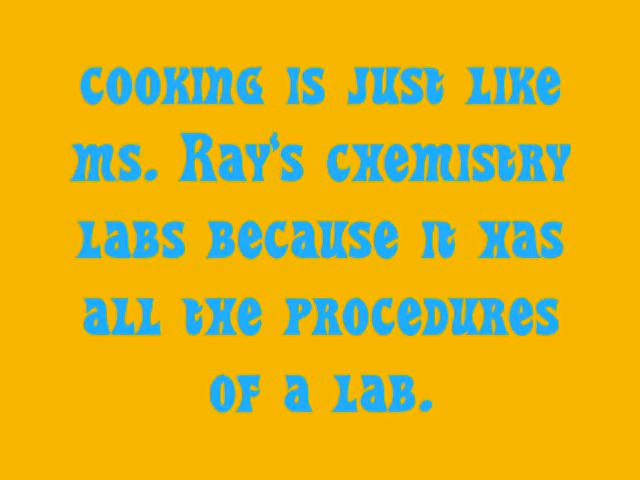 cooking is just like
ms. Ray's chemistry
labs because it has
all the procedures
of a lab.